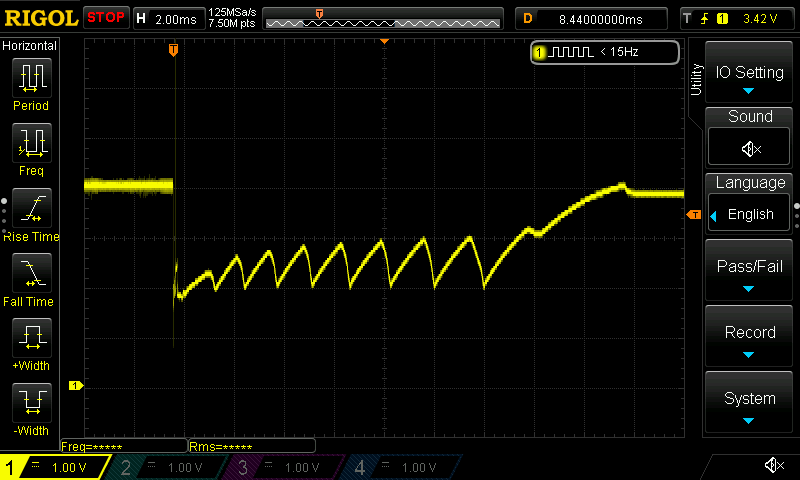 RIGOL STOP H 2.00ms 125MSa/s D 8.44000000ms T 1 3.42 V
7.50M pts
T
Horizontal
1 < 15Hz
Period
Freq
Rise Time
Fall Time
+Width
-Width
T
T
1
Utility
IO Setting
Sound
Language
English
Pass/Fail
Record
System
Freq=***** Rms=*****
1 1.00 V 2 1.00 V 3 1.00 V 4 1.00 V